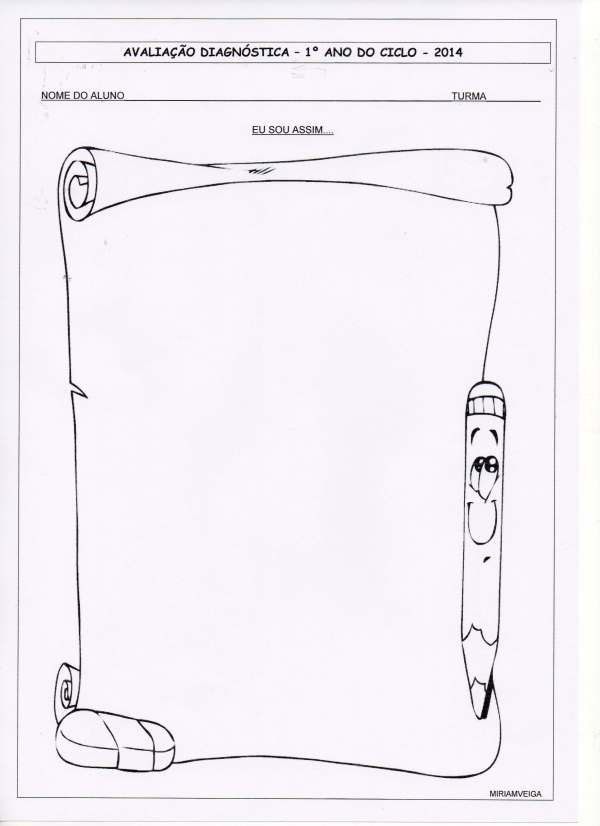 AVALIAÇÃO DIAGNÓSTICA - 1º ANO DO CICLO - 2014
NOME DO ALUNO TURMA
EU SOU ASSIM....
MIRIAMVEIGA